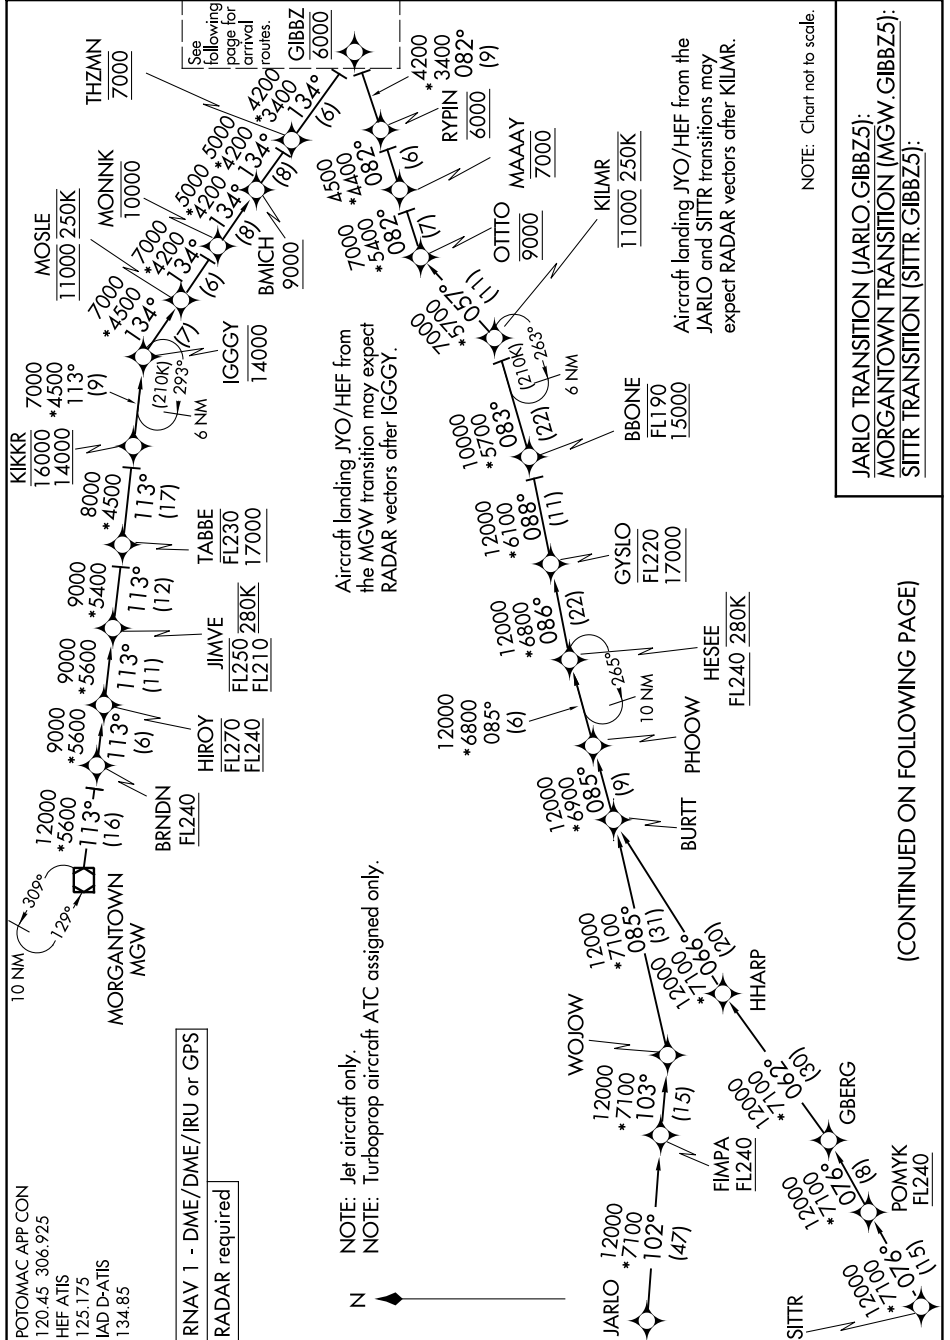 POTOMAC APP CON
120.45 306.925
HEF ATIS
125.175
IAD D-ATIS
134.85
RNAV 1 - DME/DME/IRU or GPS
RADAR required
NOTE: Jet aircraft only.
NOTE: Turboprop aircraft ATC assigned only.
N
10 NM
309°
129°
MORGANTOWN
MGW
12000
*5600
113°
(16)
BRNDN
FL240
9000
*5600
113°
(6)
HIROY
FL270
FL240
9000
*5600
113°
(11)
JIMVE
FL250 280K
FL210
9000
*5400
113°
(12)
TABBE
FL230
17000
8000
*4500
113°
(17)
KIKKR
16000
14000
7000
*4500
113°
(9)
(210K)
293°
6 NM
IGGGY
14000
7000
*4500
134°
(7)
MOSLE
11000 250K
7000
*4200
134°
(6)
MONNK
10000
5000
*4200
134°
(8)
BMICH
9000
5000
*4200
134°
(8)
THZMN
7000
4200
*3400
134°
(6)
See
following
page for
arrival
routes.
GIBBZ
6000
Aircraft landing JYO/HEF from
the MGW transition may expect
RADAR vectors after IGGGY.
JARLO
12000
*7100
102°
(47)
FIMPA
FL240
12000
*7100
103°
(15)
WOJOW
12000
*7100
085°
(31)
SITTR
12000
*7100
076°
(15)
POMYK
FL240
12000
*7100
076°
(8)
GBERG
12000
*7100
062°
(30)
HHARP
12000
*7100
066°
(20)
BURTT
12000
*6900
085°
(9)
PHOOW
12000
*6800
085°
(6)
265°
10 NM
HESEE
FL240 280K
12000
*6800
086°
(22)
GYSLO
FL220
17000
12000
*6100
088°
(11)
BBONE
FL190
15000
10000
*5700
083°
(22)
(210K)
263°
6 NM
KILMR
11000 250K
7000
*5700
057°
(11)
OTTTO
9000
7000
*5400
082°
(7)
MAAAY
7000
4500
*4400
082°
(6)
RYPIN
6000
4200
*3400
082°
(9)
Aircraft landing JYO/HEF from the
JARLO and SITTR transitions may
expect RADAR vectors after KILMR.
NOTE: Chart not to scale.
(CONTINUED ON FOLLOWING PAGE)
JARLO TRANSITION (JARLO.GIBBZ5):
MORGANTOWN TRANSITION (MGW.GIBBZ5):
SITTR TRANSITION (SITTR.GIBBZ5):